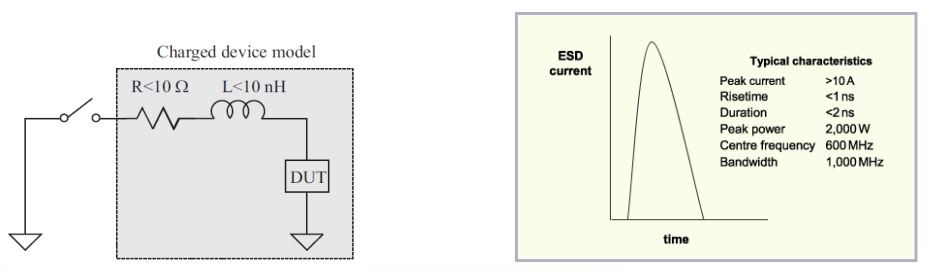 Charged device model
R<10 Ω L<10 nH
DUT
ESD
current
Typical characteristics
Peak current >10 A
Risetime <1 ns
Duration <2 ns
Peak power 2,000 W
Centre frequency 600 MHz
Bandwidth 1,000 MHz
time